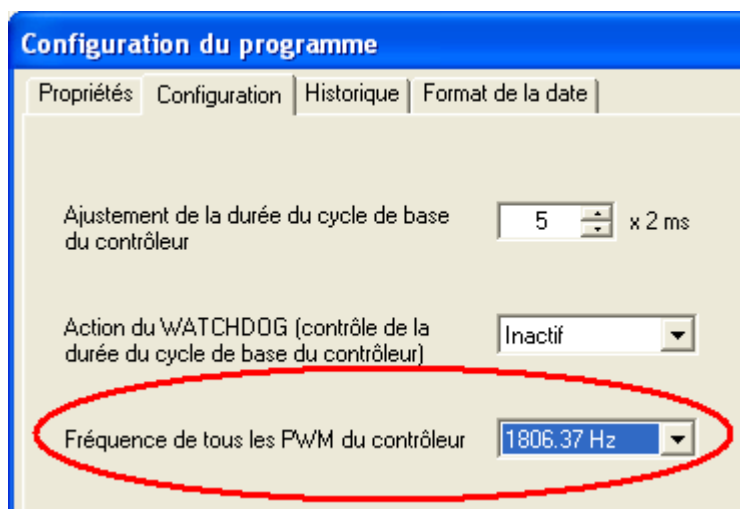 Configuration du programme
Propriétés Configuration Historique Format de la date
Ajustement de la durée du cycle de base
du contrôleur
5 x 2 ms
Action du WATCHDOG (contrôle de la
durée du cycle de base du contrôleur)
Inactif
Fréquence de tous les PWM du contrôleur 1806.37 Hz